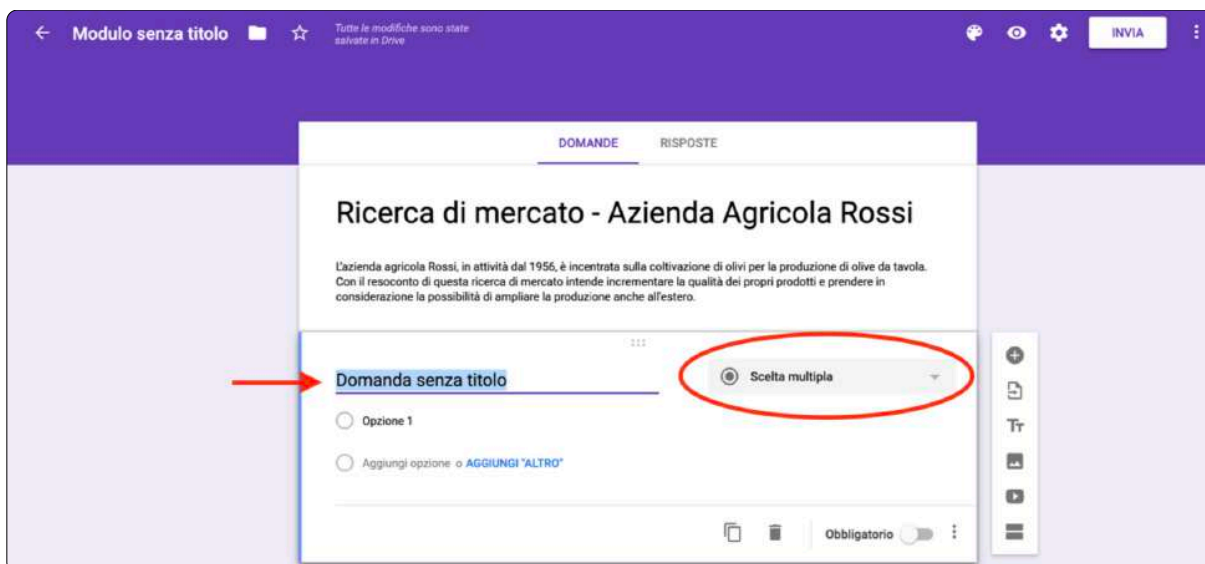 Modulo senza titolo
Tutte le modifiche sono state
salvate in Drive
INVIA
DOMANDE RISPOSTE
Ricerca di mercato - Azienda Agricola Rossi
L'azienda agricola Rossi, in attività dal 1956, è incentrata sulla coltivazione di olivi per la produzione di olive da tavola.
Con il resoconto di questa ricerca di mercato intende incrementare la qualità dei propri prodotti e prendere in
considerazione la possibilità di ampliare la produzione anche all'estero.
Domanda senza titolo
Scelta multipla
Opzione 1
Aggiungi opzione o AGGIUNGI "ALTRO"
Tт
Obbligatorio